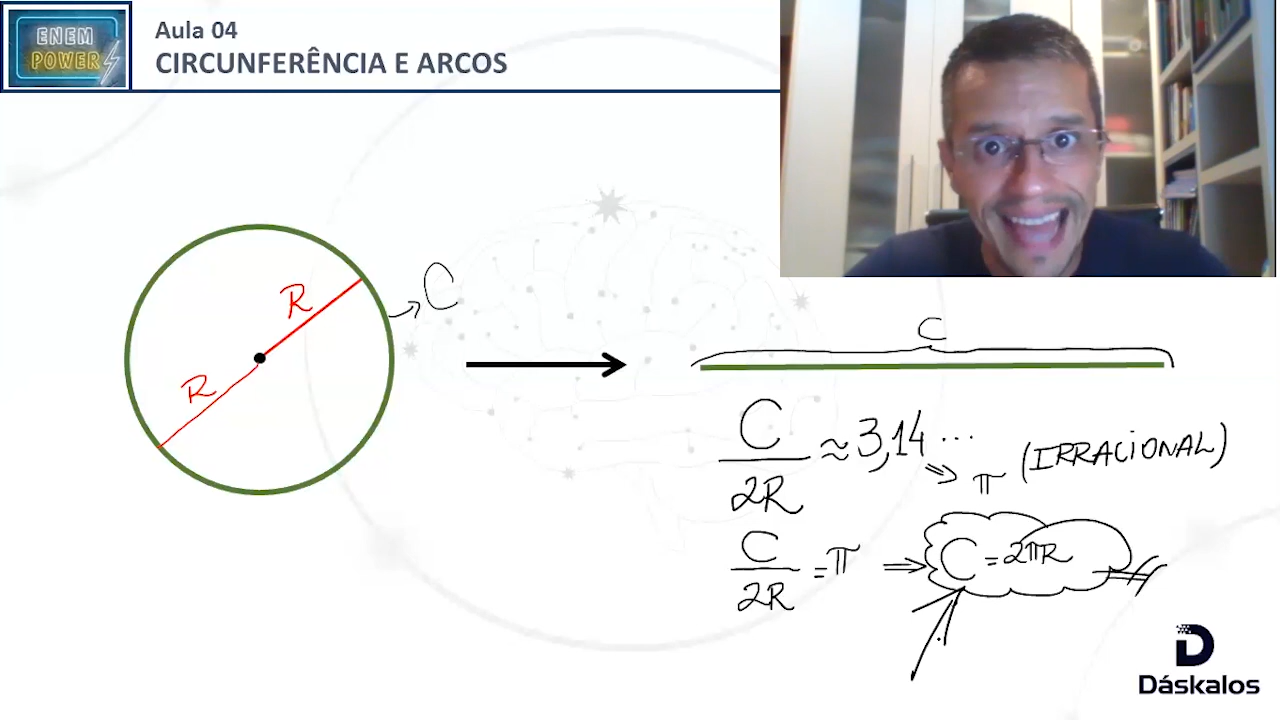 ENEM
POWER
Aula 04
CIRCUNFERÊNCIA E ARCOS
R
R
C
C
C
2R
≈ 3,14 ...
⇒ π (IRRACIONAL)
C
2R
= π ⇒ C = 2πR
Dáskalos